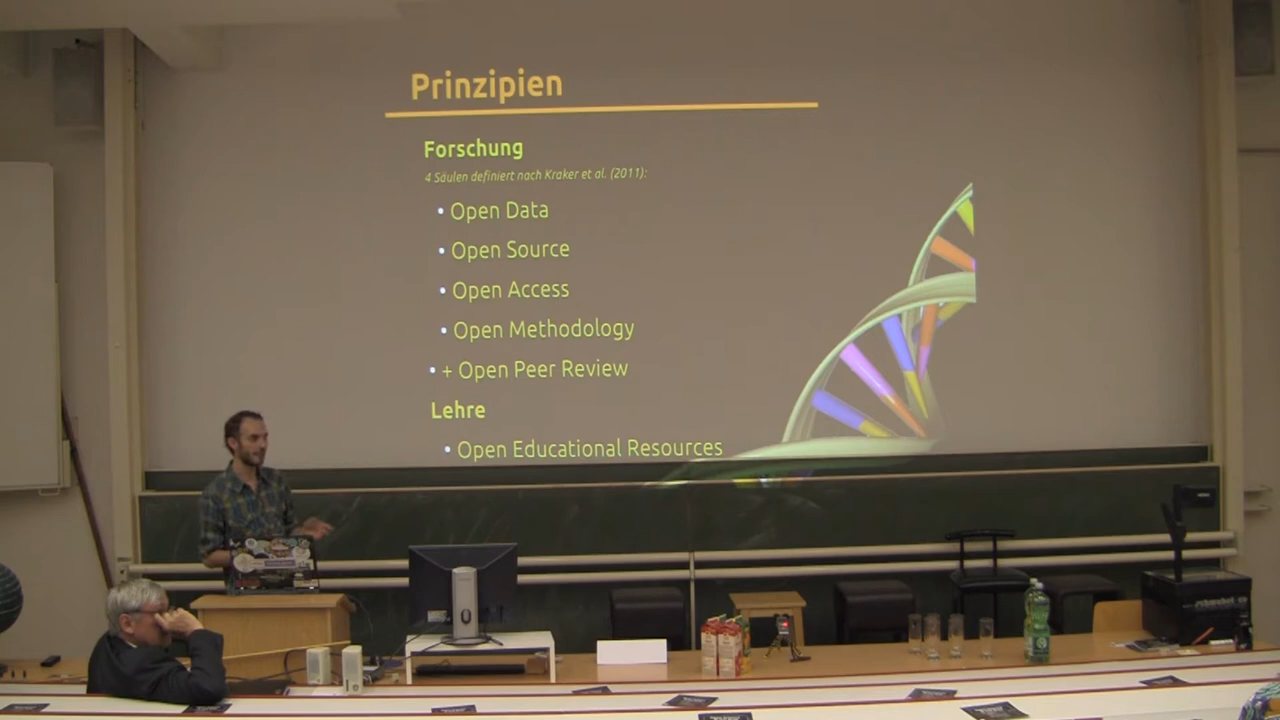 Prinzipien
Forschung
4 Säulen definiert nach Kraker et al. (2011):
• Open Data
• Open Source
• Open Access
• Open Methodology
• + Open Peer Review
Lehre
• Open Educational Resources